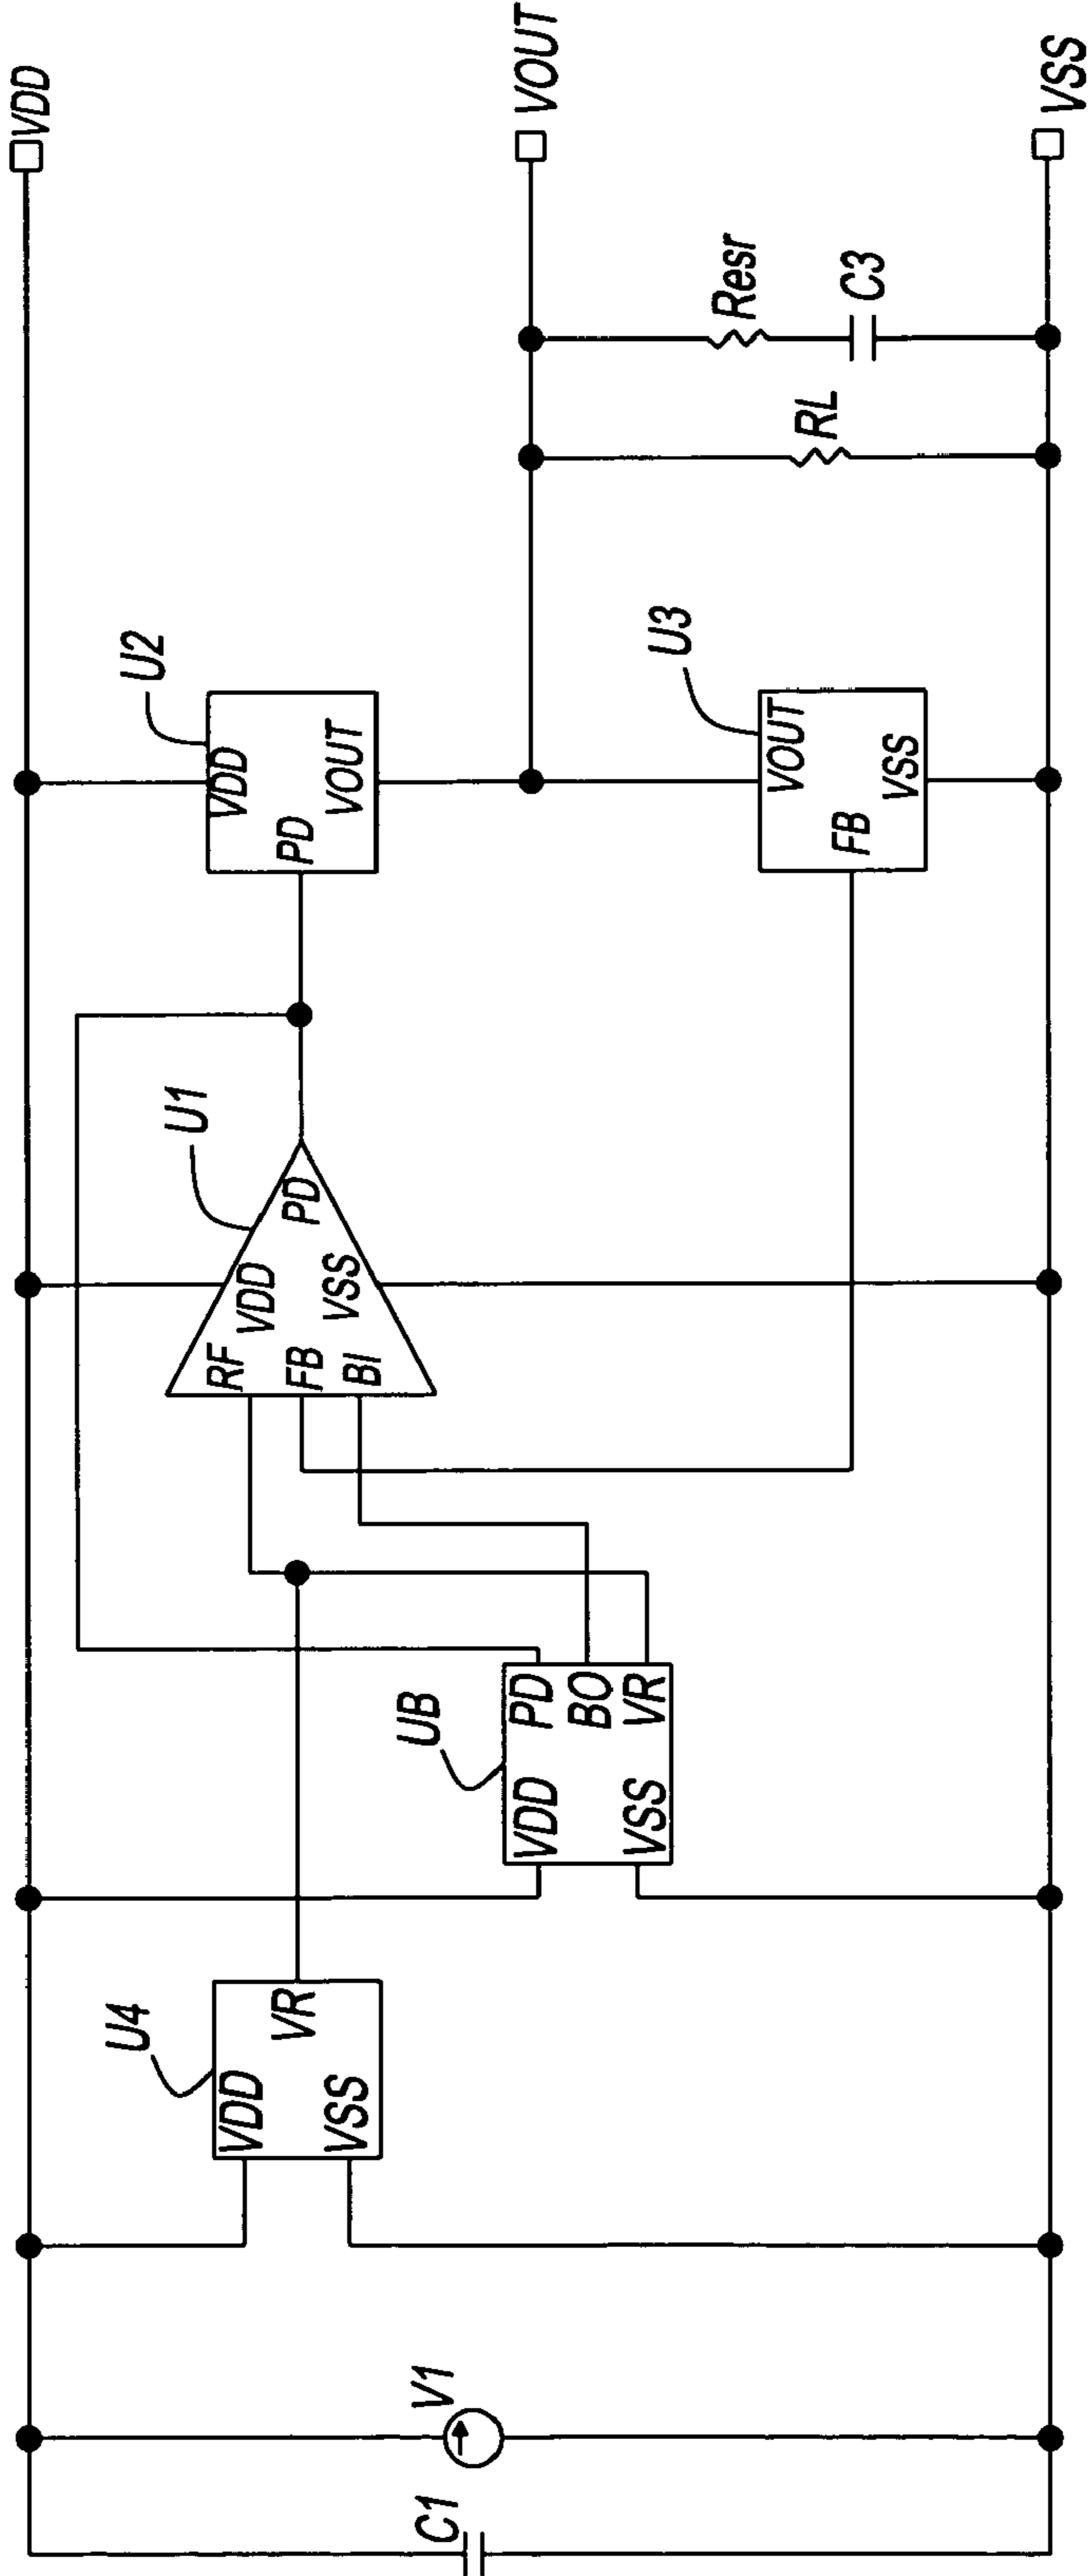 VDD
VOUT
VSS
Resr
C3
RL
U2
VDD
PD
VOUT
U3
VOUT
FB
VSS
U1
PD
VDD
VSS
RF
FB
BI
UB
PD
BO
VR
VDD
VSS
U4
VR
VDD
VSS
V1
C1